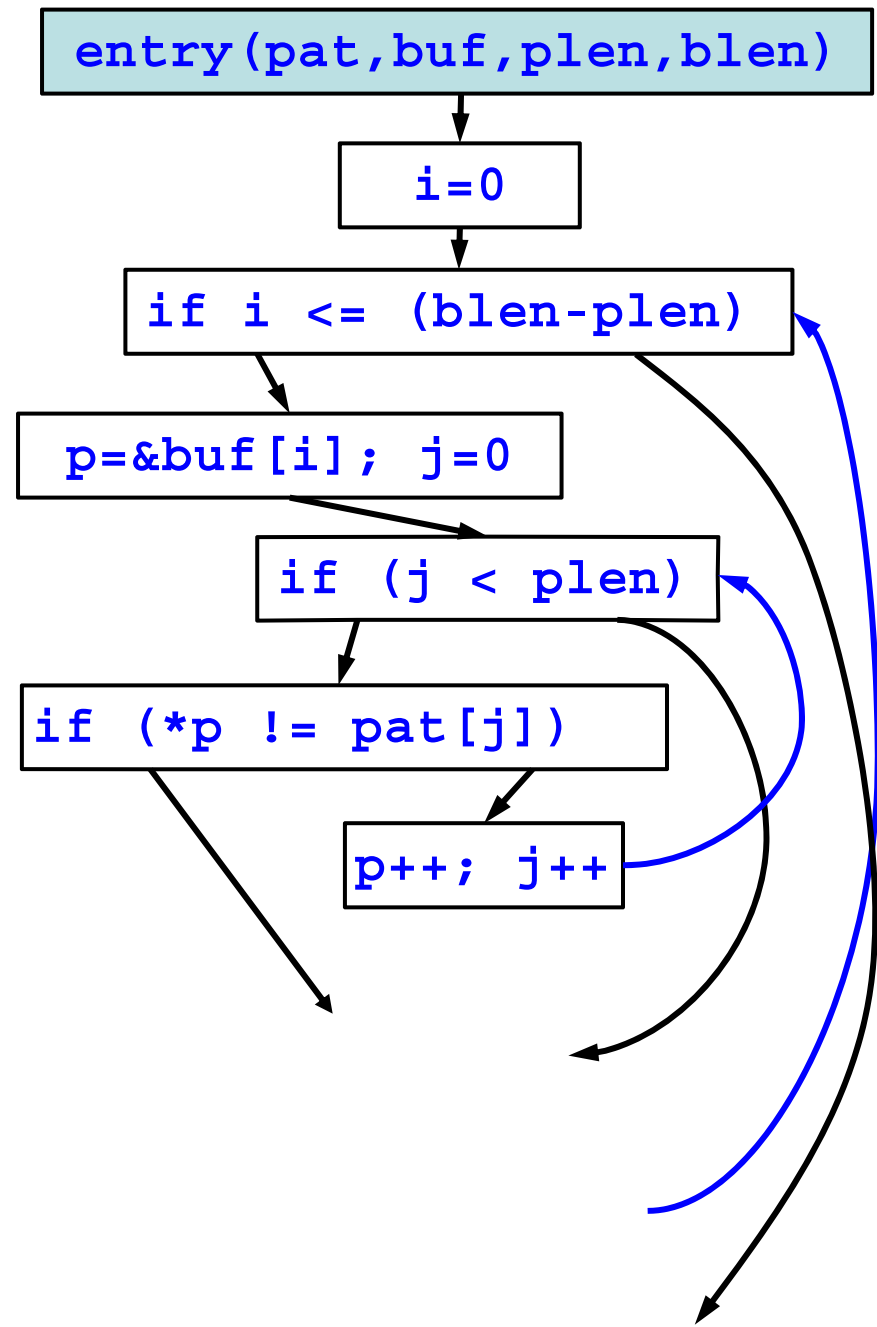 entry(pat,buf,plen,blen)
i=0
if i <= (blen-plen)
p=&buf[i]; j=0
if (j < plen)
if (*p != pat[j])
p++; j++